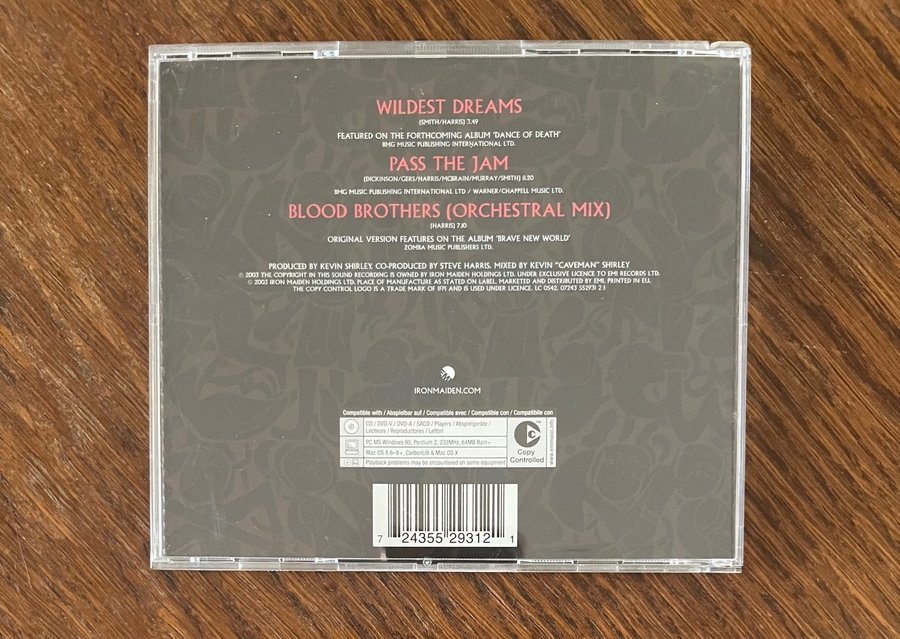 WILDEST DREAMS
(SMITH/HARRIS) 3.49
FEATURED ON THE FORTHCOMING ALBUM 'DANCE OF DEATH'
BMG MUSIC PUBLISHING INTERNATIONAL LTD.
PASS THE JAM
(DICKINSON/GERS/HARRIS/MCBRAIN/MURRAY/SMITH) 8.20
BMG MUSIC PUBLISHING INTERNATIONAL LTD / WARNER/CHAPPELL MUSIC LTD.
BLOOD BROTHERS (ORCHESTRAL MIX)
(HARRIS) 7.10
ORIGINAL VERSION FEATURES ON THE ALBUM 'BRAVE NEW WORLD'
ZOMBA MUSIC PUBLISHERS LTD.
PRODUCED BY KEVIN SHIRLEY. CO-PRODUCED BY STEVE HARRIS. MIXED BY KEVIN "CAVEMAN" SHIRLEY.
℗ 2003 THE COPYRIGHT IN THIS SOUND RECORDING IS OWNED BY IRON MAIDEN HOLDINGS LTD. UNDER EXCLUSIVE LICENCE TO EMI RECORDS LTD.
© 2003 IRON MAIDEN HOLDINGS LTD. PLACE OF MANUFACTURE AS STATED ON LABEL. MARKETED AND DISTRIBUTED BY EMI. PRINTED IN EU.
THE COPY CONTROL LOGO IS A TRADE MARK OF IFPI AND IS USED UNDER LICENCE. LC 0542. 07243 552931 2 1
IRONMAIDEN.COM
Compatible with / Abspielbar auf / Compatible avec / Compatible con / Compatibile con
CD / DVD-V / DVD-A / SACD / Players / Abspielgeräte /
Lecteurs / Reproductores / Lettori
PC MS Windows 95, Pentium 2, 233MHz, 64MB Ram+
Mac OS 8.6-9+, CarbonLib & Mac OS X
Playback problems may be encountered on some equipment
Copy
Controlled
7 24355 29312 1